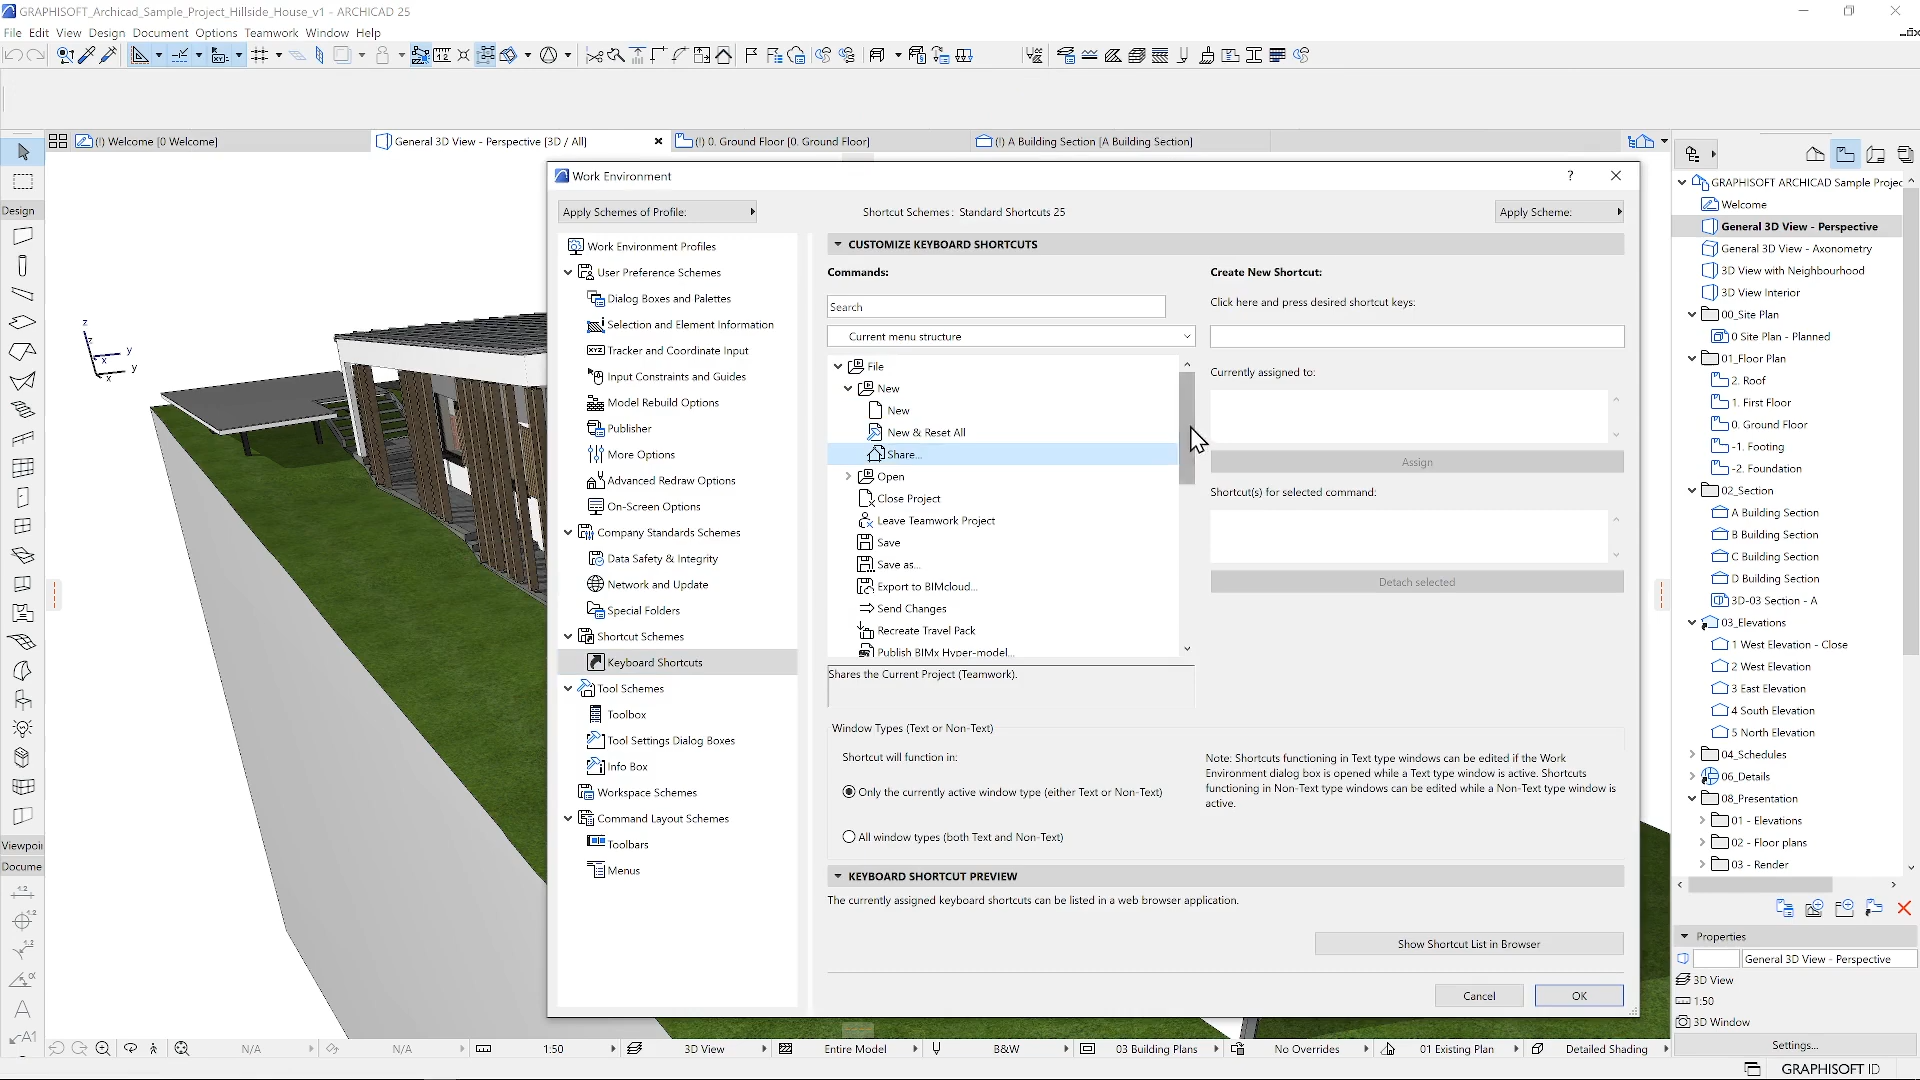 GRAPHISOFT_Archicad_Sample_Project_Hillside_House_v1 - ARCHICAD 25
File Edit View Design Document Options Teamwork Window Help
(!) Welcome [0 Welcome]
General 3D View - Perspective [3D / All]
(!) 0. Ground Floor [0. Ground Floor]
(!) A Building Section [A Building Section]
Design
Viewpoi
Docume
Work Environment
Apply Schemes of Profile:
Shortcut Schemes: Standard Shortcuts 25
Apply Scheme:
Work Environment Profiles
User Preference Schemes
Dialog Boxes and Palettes
Selection and Element Information
Tracker and Coordinate Input
Input Constraints and Guides
Model Rebuild Options
Publisher
More Options
Advanced Redraw Options
On-Screen Options
Company Standards Schemes
Data Safety & Integrity
Network and Update
Special Folders
Shortcut Schemes
Keyboard Shortcuts
Tool Schemes
Toolbox
Tool Settings Dialog Boxes
Info Box
Workspace Schemes
Command Layout Schemes
Toolbars
Menus
CUSTOMIZE KEYBOARD SHORTCUTS
Commands:
Search
Current menu structure
File
New
New
New & Reset All
Share...
Open
Close Project
Leave Teamwork Project
Save
Save as...
Export to BIMcloud...
Send Changes
Recreate Travel Pack
Publish BIMx Hyper-model...
Shares the Current Project (Teamwork).
Create New Shortcut:
Click here and press desired shortcut keys:
Currently assigned to:
Assign
Shortcut(s) for selected command:
Detach selected
Window Types (Text or Non-Text)
Shortcut will function in:
Only the currently active window type (either Text or Non-Text)
All window types (both Text and Non-Text)
Note: Shortcuts functioning in Text type windows can be edited if the Work
Environment dialog box is opened while a Text type window is active. Shortcuts
functioning in Non-Text type windows can be edited while a Non-Text type window is
active.
KEYBOARD SHORTCUT PREVIEW
The currently assigned keyboard shortcuts can be listed in a web browser application.
Show Shortcut List in Browser
Cancel
OK
GRAPHISOFT ARCHICAD Sample Projec
Welcome
General 3D View - Perspective
General 3D View - Axonometry
3D View with Neighbourhood
3D View Interior
00_Site Plan
0 Site Plan - Planned
01_Floor Plan
2. Roof
1. First Floor
0. Ground Floor
-1. Footing
-2. Foundation
02_Section
A Building Section
B Building Section
C Building Section
D Building Section
3D-03 Section - A
03_Elevations
1 West Elevation - Close
2 West Elevation
3 East Elevation
4 South Elevation
5 North Elevation
04_Schedules
06_Details
08_Presentation
01 - Elevations
02 - Floor plans
03 - Render
Properties
General 3D View - Perspective
3D View
1:50
3D Window
Settings...
N/A
N/A
1:50
3D View
Entire Model
B&W
03 Building Plans
No Overrides
01 Existing Plan
Detailed Shading
GRAPHISOFT ID